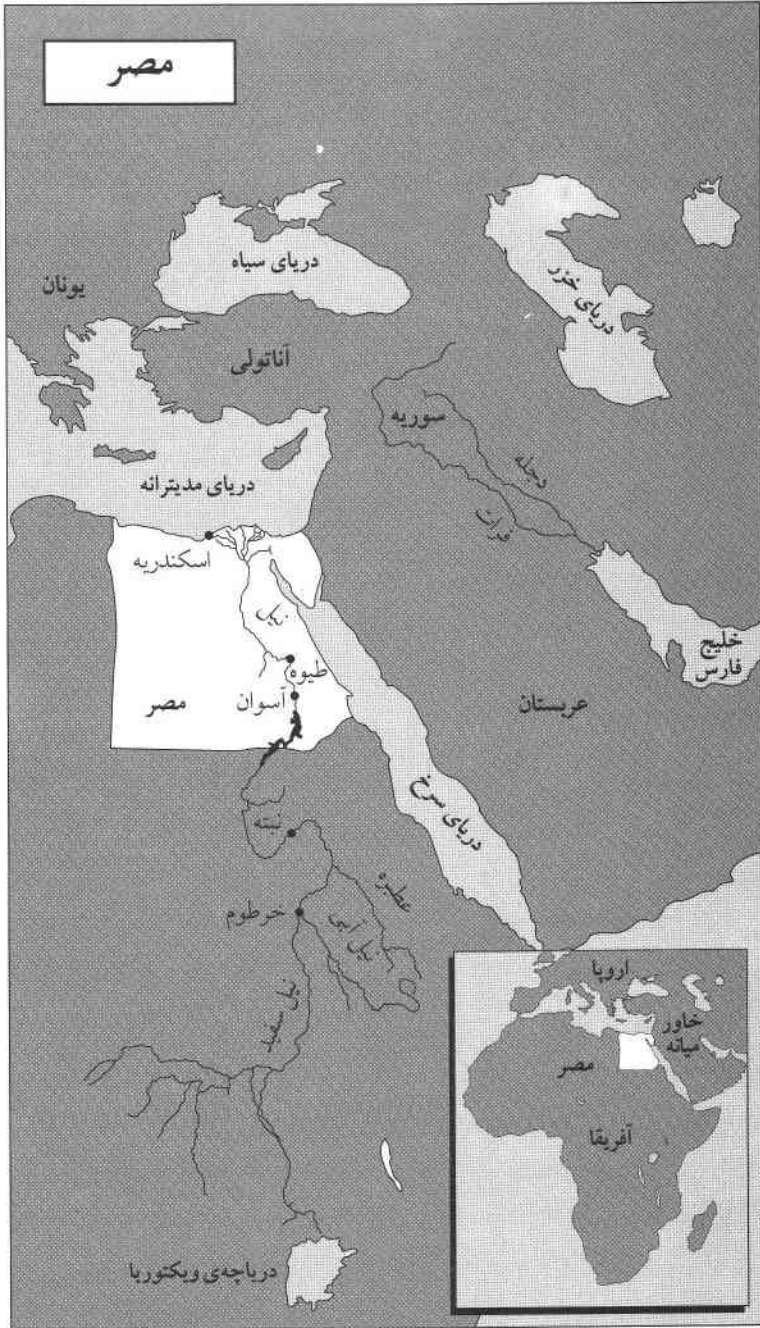 مصر
دریای سیاه
دریای خزر
یونان
آناتولی
سوریه
دجله
فرات
دریای مدیترانه
اسکندریه
نیل
خلیج
فارس
طیوه
آسوان
مصر
عربستان
دریای سرخ
نبته
عطبره
خرطوم
نیل آبی
نیل سفید
دریاچه‌ی ویکتوریا
اروپا
خاور
میانه
مصر
آفریقا